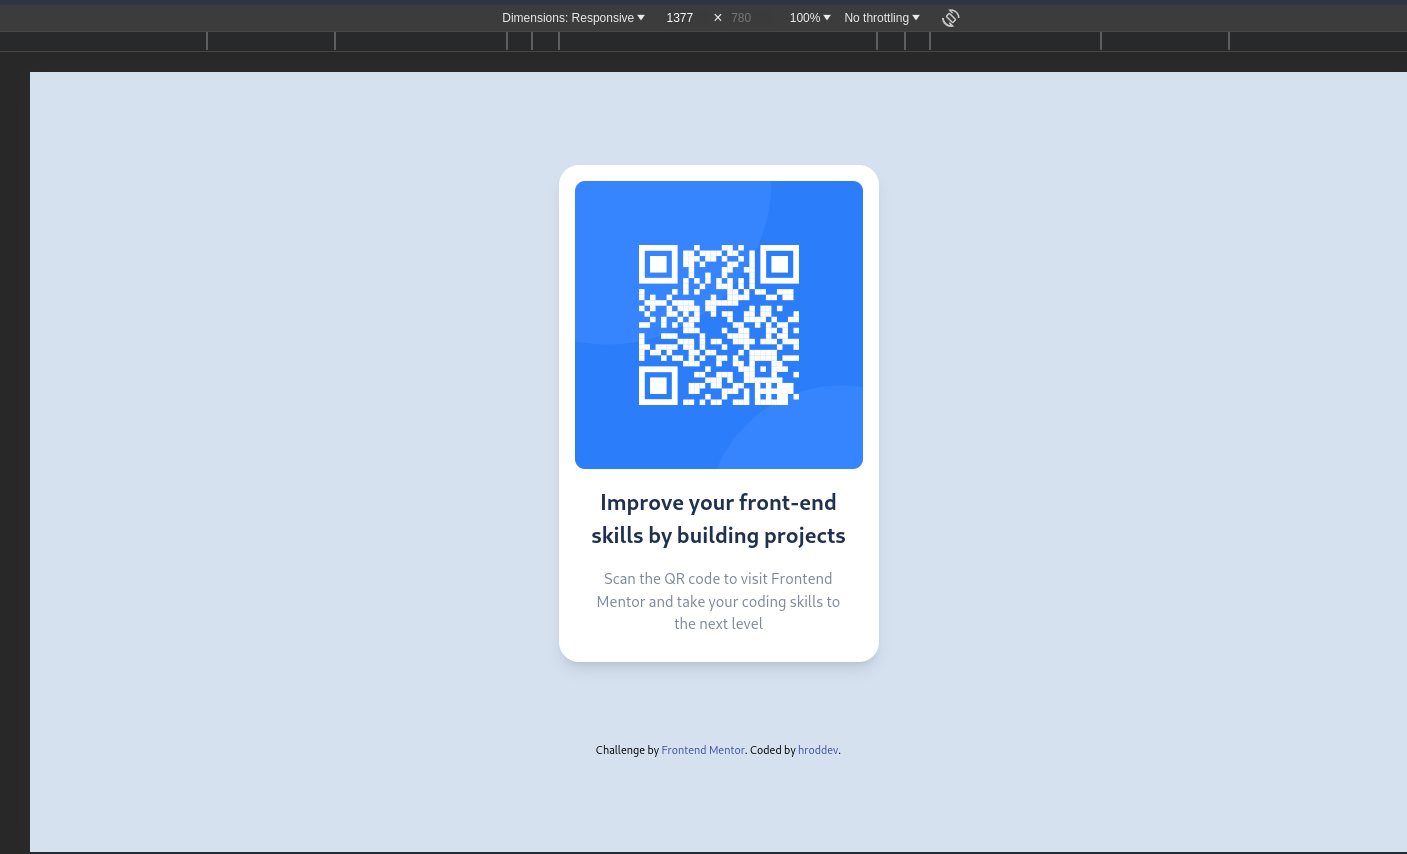 Dimensions: Responsive 1377 × 780 100% No throttling
Improve your front-end
skills by building projects
Scan the QR code to visit Frontend
Mentor and take your coding skills to
the next level
Challenge by Frontend Mentor. Coded by hroddev.